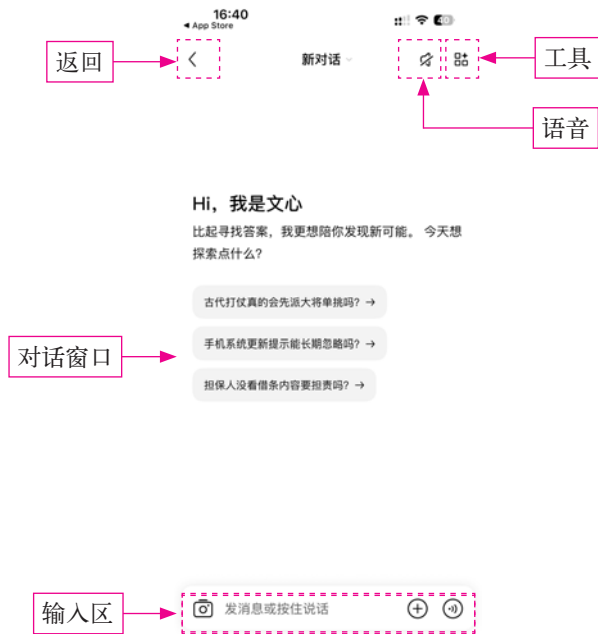 16:40
◀ App Store
40
返回
新对话
工具
语音
Hi，我是文心
比起寻找答案，我更想陪你发现新可能。 今天想
探索点什么?
古代打仗真的会先派大将单挑吗? →
手机系统更新提示能长期忽略吗? →
对话窗口
担保人没看借条内容要担责吗? →
输入区
发消息或按住说话